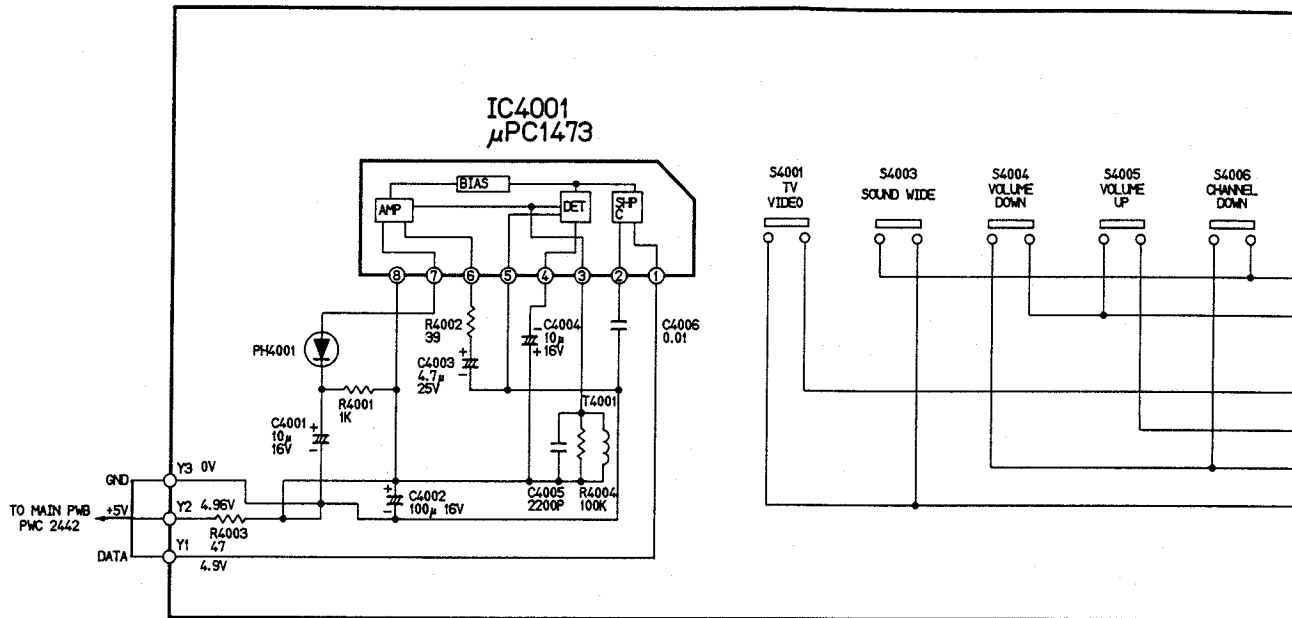 IC4001
μPC1473
BIAS
AMP
DET
SHP
C
8
7
6
5
4
3
2
1
S4001
TV
VIDEO
S4003
SOUND WIDE
S4004
VOLUME
DOWN
S4005
VOLUME
UP
S4006
CHANNEL
DOWN
PH4001
R4002
39
C4003
4.7μ
25V
+
-
C4004
10μ
16V
-
+
C4006
0.01
R4001
1K
C4001
10μ
16V
+
-
T4001
C4005
2200P
R4004
100K
C4002
100μ 16V
+
-
GND
Y3 0V
TO MAIN PWB
PWC 2442
+5V
Y2 4.96V
R4003
47
DATA
Y1
4.9V